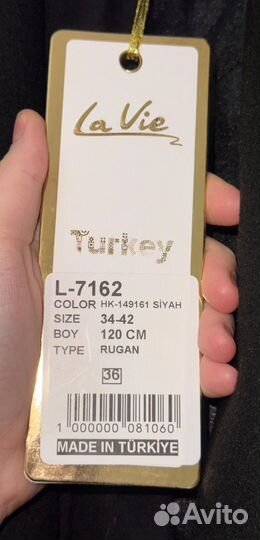 La Vie
Turkey
L-7162
COLOR HK-149161 SİYAH
SIZE 34-42
BOY 120 CM
TYPE RUGAN
36
1 000000 081060
MADE IN TÜRKİYE
Avito